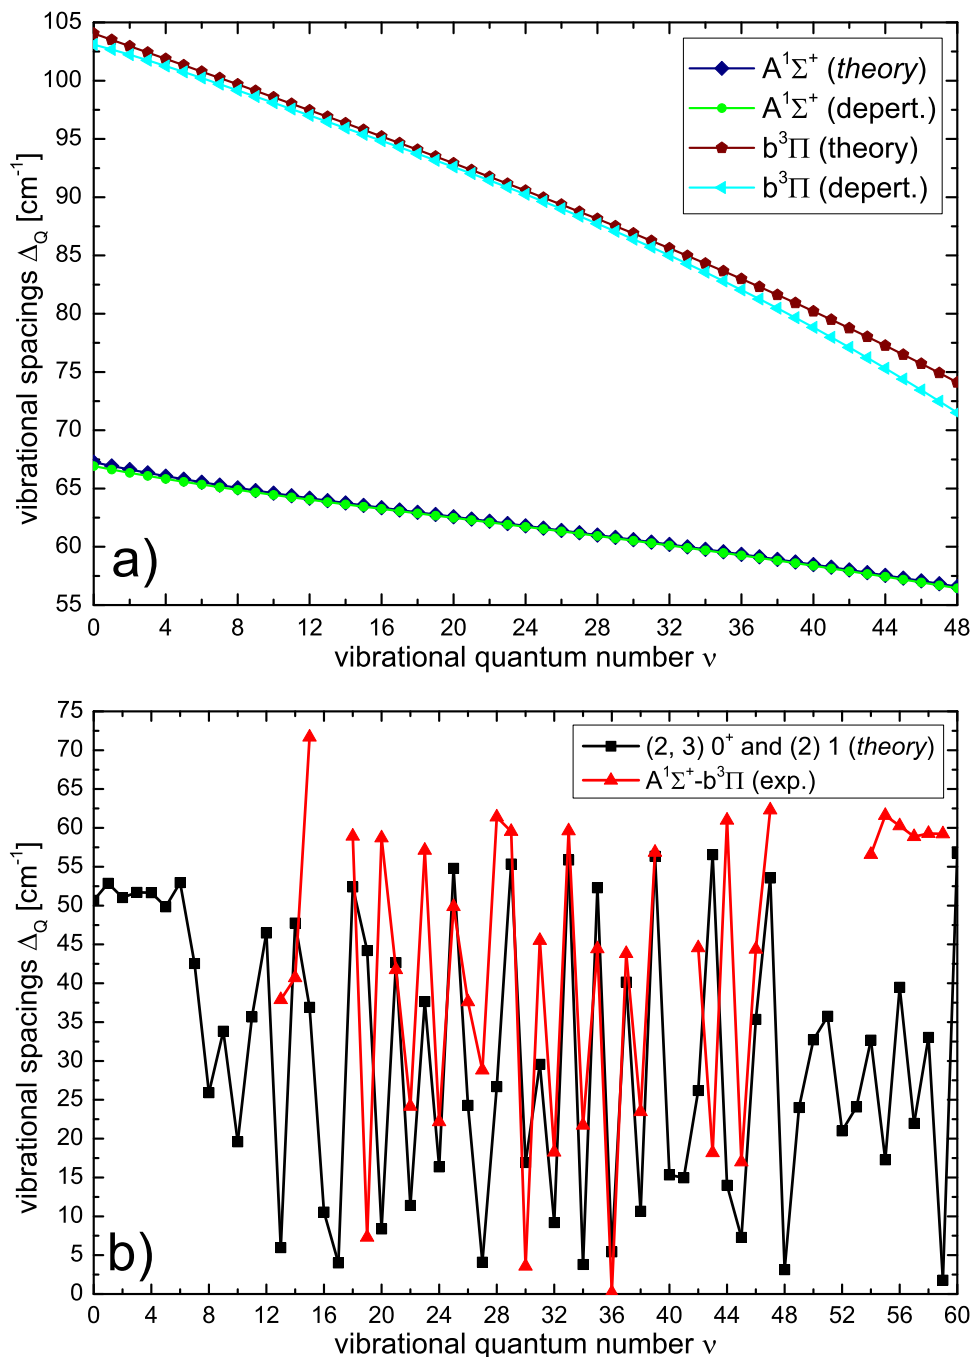 105
100
95
90
85
80
75
70
65
60
55
vibrational spacings Δ_Q [cm⁻¹]
A¹Σ⁺ (theory)
A¹Σ⁺ (depert.)
b³Π (theory)
b³Π (depert.)
a)
0 4 8 12 16 20 24 28 32 36 40 44 48
vibrational quantum number ν
75
70
65
60
55
50
45
40
35
30
25
20
15
10
5
0
vibrational spacings Δ_Q [cm⁻¹]
(2, 3) 0⁺ and (2) 1 (theory)
A¹Σ⁺-b³Π (exp.)
b)
0 4 8 12 16 20 24 28 32 36 40 44 48 52 56 60
vibrational quantum number ν